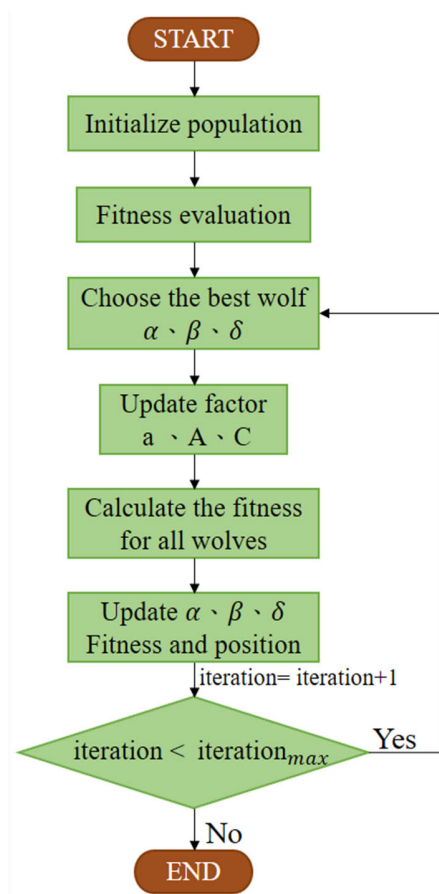 START
Initialize population
Fitness evaluation
Choose the best wolf
𝛼、𝛽、𝛿
Update factor
a 、A、C
Calculate the fitness
for all wolves
Update 𝛼、𝛽、𝛿
Fitness and position
iteration= iteration+1
iteration < iteration𝑚𝑎𝑥
Yes
No
END